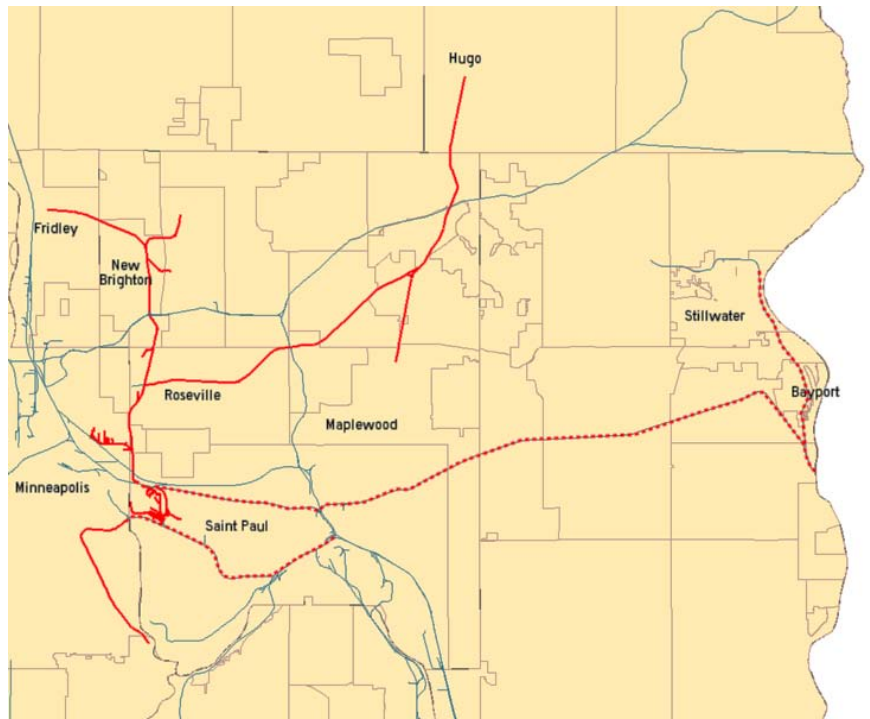 Hugo
Fridley
New
Brighton
Stillwater
Bayport
Roseville
Maplewood
Minneapolis
Saint Paul